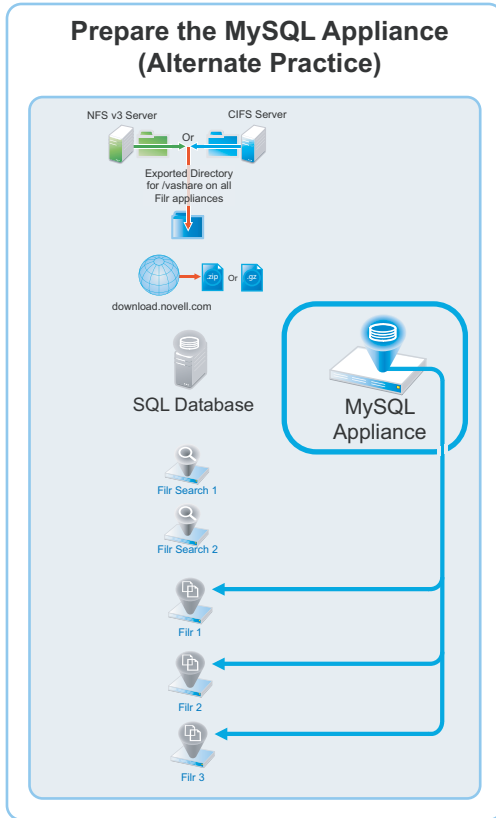 Prepare the MySQL Appliance
(Alternate Practice)
NFS v3 Server
CIFS Server
Or
Exported Directory
for /vashare on all
Filr appliances
.zip
Or
.gz
download.novell.com
SQL Database
MySQL
Appliance
Filr Search 1
Filr Search 2
Filr 1
Filr 2
Filr 3